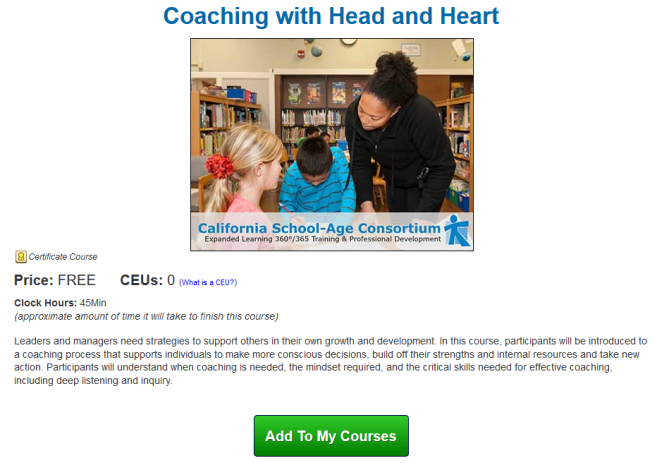 Coaching with Head and Heart
California School-Age Consortium
Expanded Learning 360º/365 Training & Professional Development
Certificate Course
Price: FREE CEUs: 0 (What is a CEU?)
Clock Hours: 45Min
(approximate amount of time it will take to finish this course)
Leaders and managers need strategies to support others in their own growth and development. In this course, participants will be introduced to
a coaching process that supports individuals to make more conscious decisions, build off their strengths and internal resources and take new
action. Participants will understand when coaching is needed, the mindset required, and the critical skills needed for effective coaching,
including deep listening and inquiry.
Add To My Courses